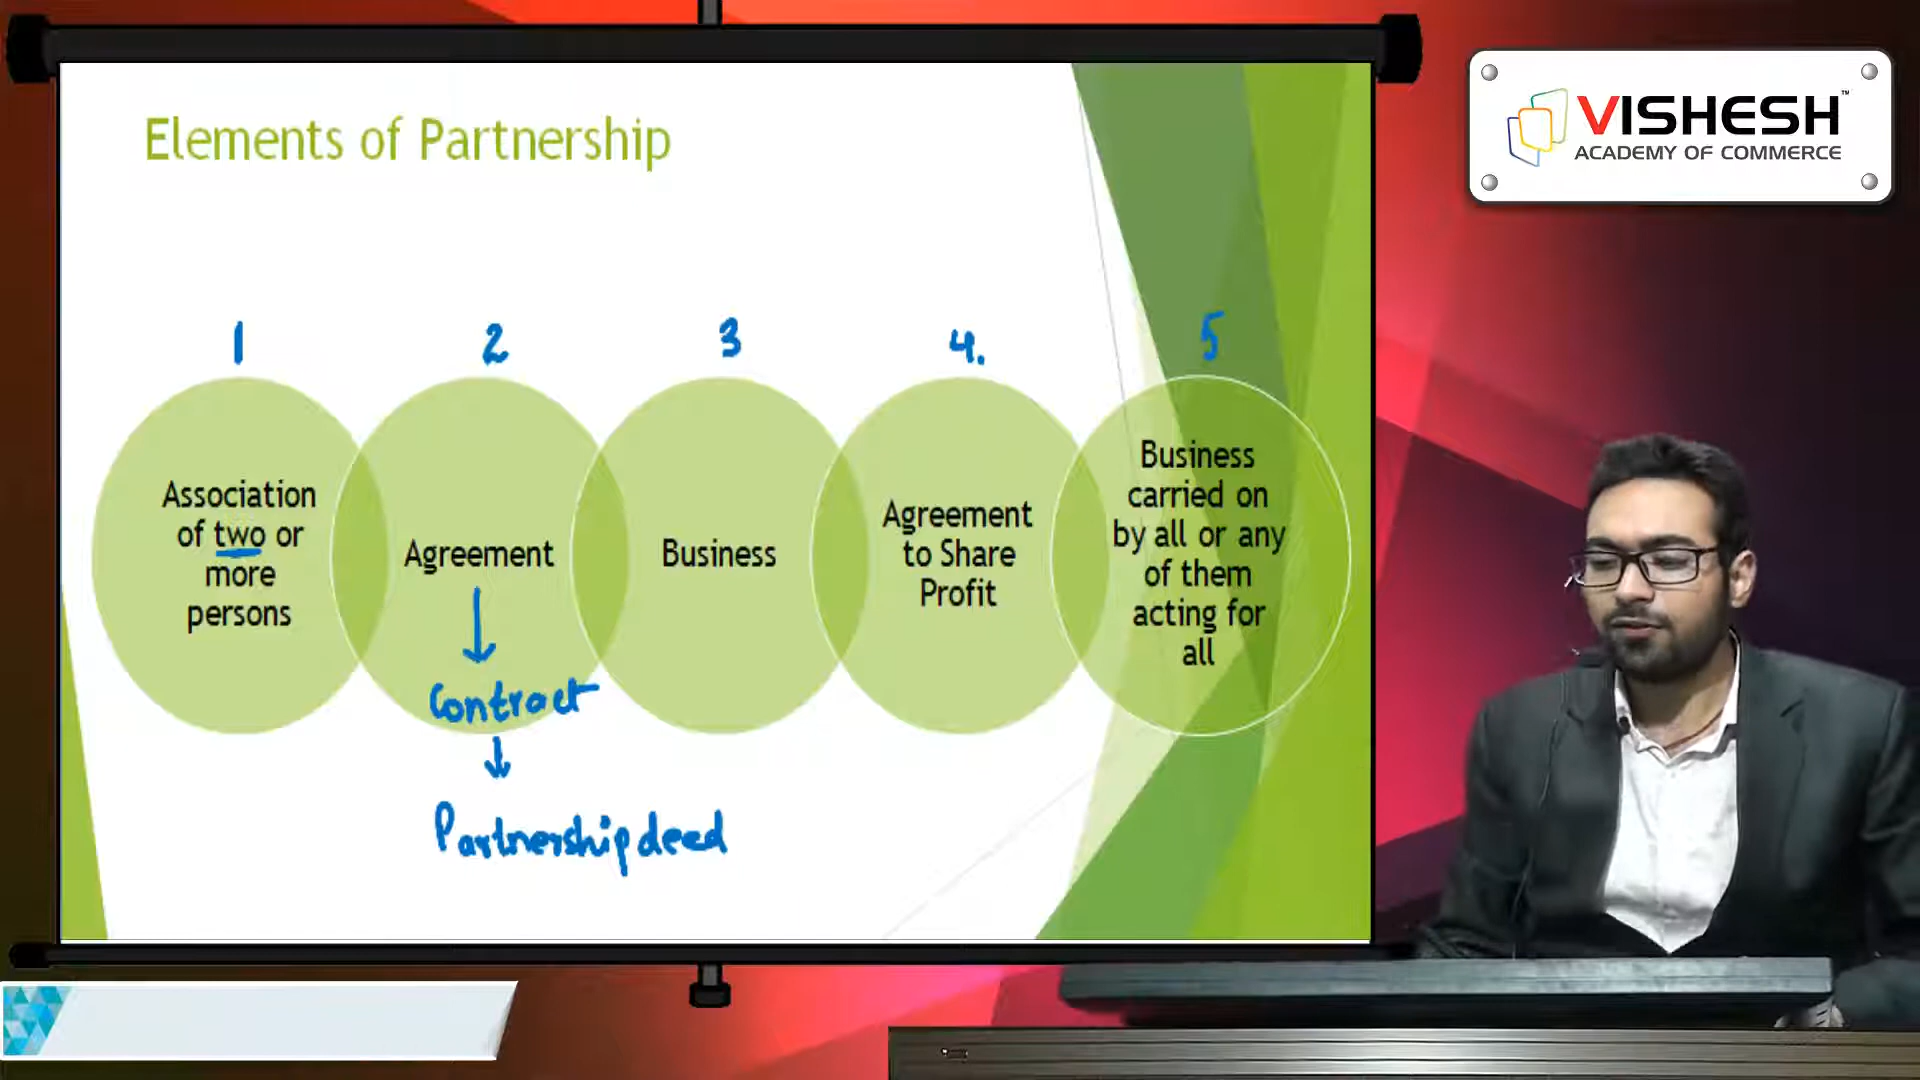 Elements of Partnership
VISHESH™
ACADEMY OF COMMERCE
1
2
3
4.
5
Association
of two or
more
persons
Agreement
Contract
Partnership deed
Business
Agreement
to Share
Profit
Business
carried on
by all or any
of them
acting for
all